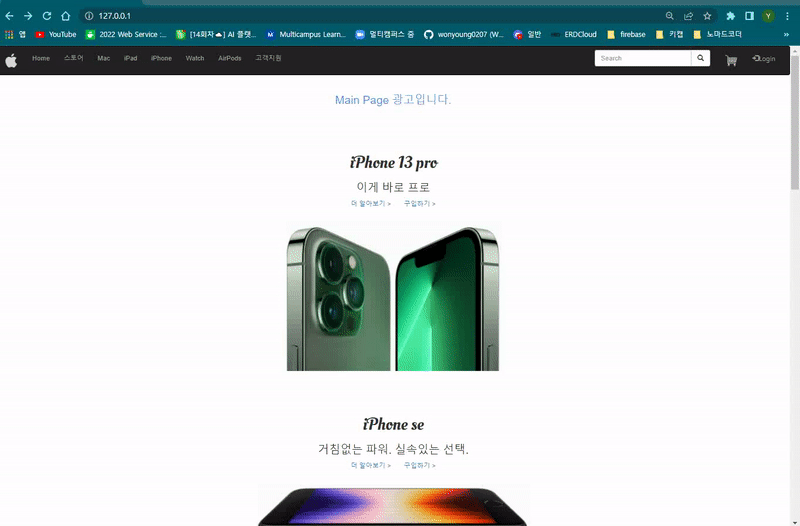 127.0.0.1
앱 YouTube 2022 Web Service :... [14회차☁] AI 플랫... Multicampus Learn... 멀티캠퍼스 중 wonyoung0207 (W... 일반 ERDCloud firebase 키캡 노마드코더 »
Home 스토어 Mac iPad iPhone Watch AirPods 고객지원 Search Login
Main Page 광고입니다.
iPhone 13 pro
이게 바로 프로
더 알아보기 > 구입하기 >
iPhone se
거침없는 파워. 실속있는 선택.
더 알아보기 > 구입하기 >